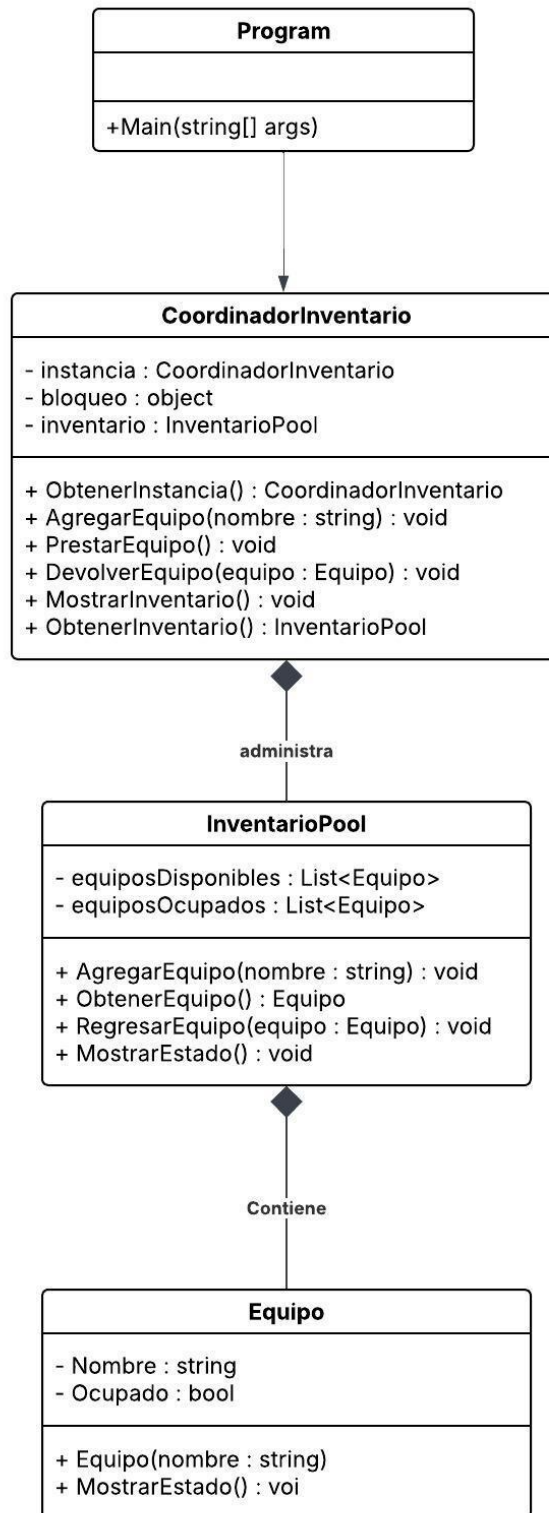 Program
+Main(string[] args)
CoordinadorInventario
- instancia : CoordinadorInventario
- bloqueo : object
- inventario : InventarioPool
+ ObtenerInstancia() : CoordinadorInventario
+ AgregarEquipo(nombre : string) : void
+ PrestarEquipo() : void
+ DevolverEquipo(equipo : Equipo) : void
+ MostrarInventario() : void
+ ObtenerInventario() : InventarioPool
administra
InventarioPool
- equiposDisponibles : List<Equipo>
- equiposOcupados : List<Equipo>
+ AgregarEquipo(nombre : string) : void
+ ObtenerEquipo() : Equipo
+ RegresarEquipo(equipo : Equipo) : void
+ MostrarEstado() : void
Contiene
Equipo
- Nombre : string
- Ocupado : bool
+ Equipo(nombre : string)
+ MostrarEstado() : voi